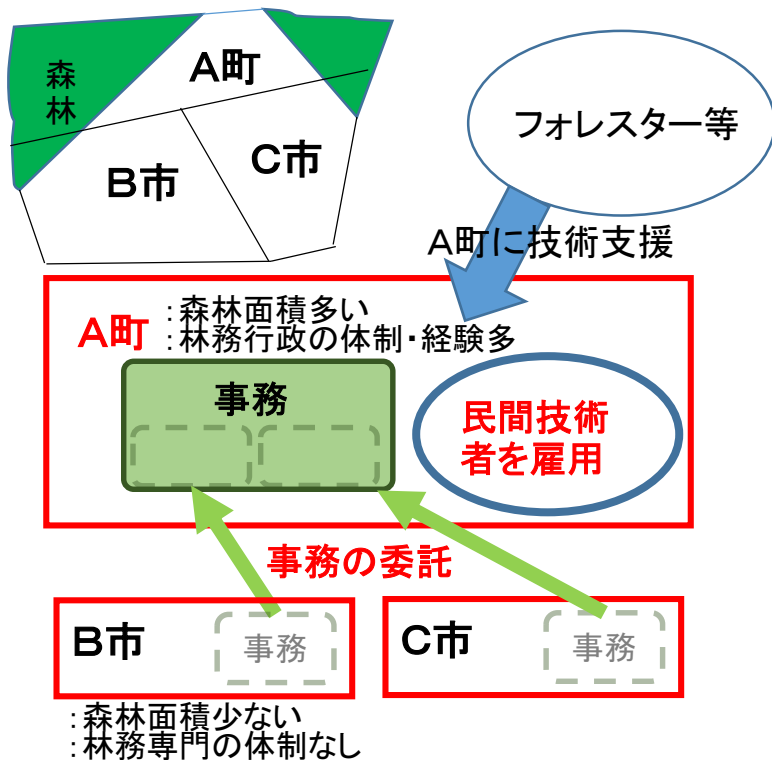 森
林
A町
B市
C市
フォレスター等
A町に技術支援
A町
:森林面積多い
:林務行政の体制・経験多
事務
民間技術
者を雇用
事務の委託
B市
事務
C市
事務
:森林面積少ない
:林務専門の体制なし